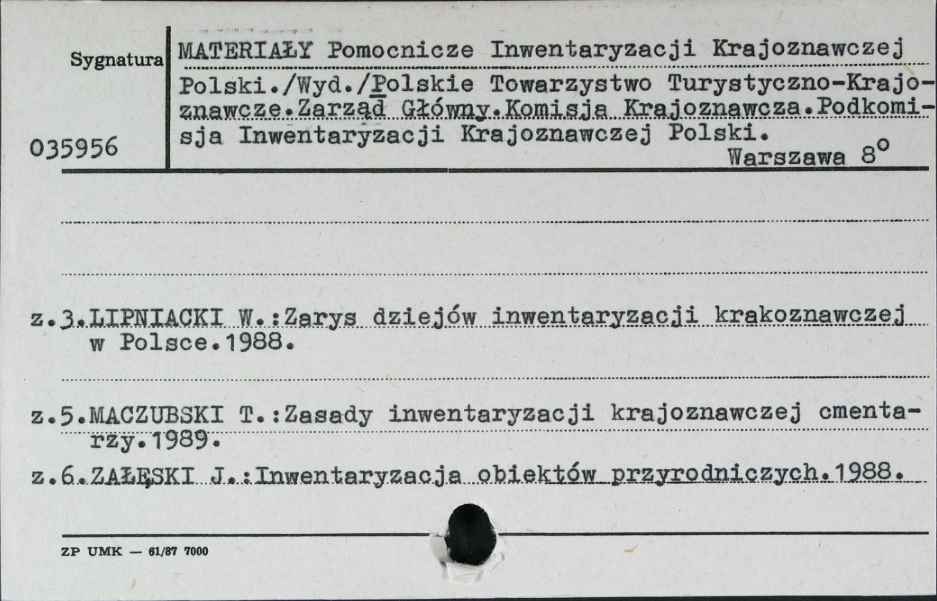 Sygnatura
MATERIAŁY Pomocnicze Inwentaryzacji Krajoznawczej
Polski./Wyd./Polskie Towarzystwo Turystyczno-Krajo-
znawcze.Zarząd Główny.Komisja Krajoznawcza.Podkomi-
035956
sja Inwentaryzacji Krajoznawczej Polski.
Warszawa 8°
z.3.LIPNIACKI W.:Zarys dziejów inwentaryzacji krakoznawczej
w Polsce.1988.
z.5.MACZUBSKI T.:Zasady inwentaryzacji krajoznawczej cmenta-
rzy.1989.
z.6.ZAŁĘSKI J.:Inwentaryzacja obiektów przyrodniczych.1988.
ZP UMK — 61/87 7000